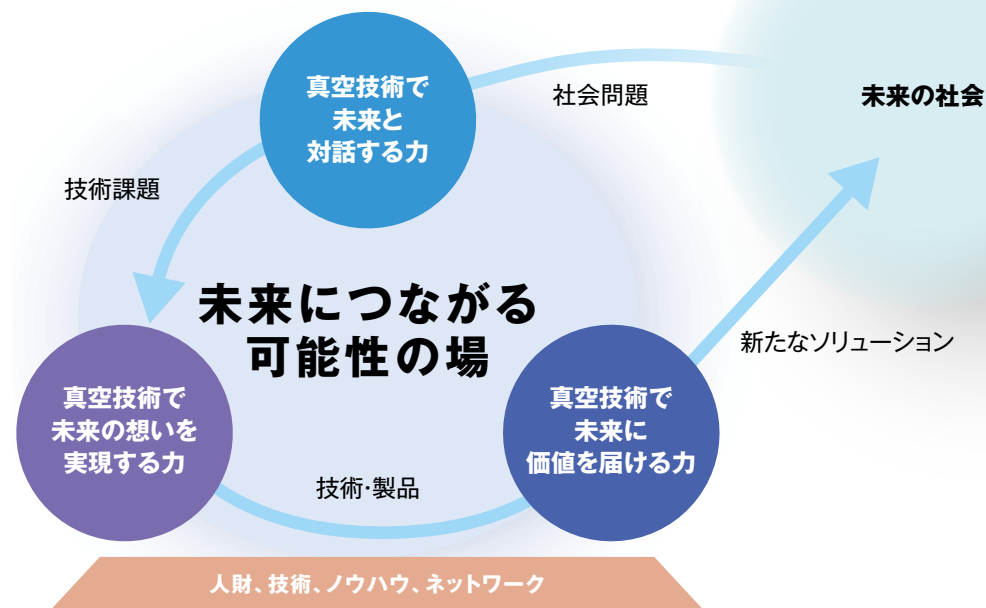 真空技術で
未来と
対話する力
社会問題
未来の社会
技術課題
未来につながる
可能性の場
新たなソリューション
真空技術で
未来の想いを
実現する力
真空技術で
未来に
価値を届ける力
技術・製品
人財、技術、ノウハウ、ネットワーク